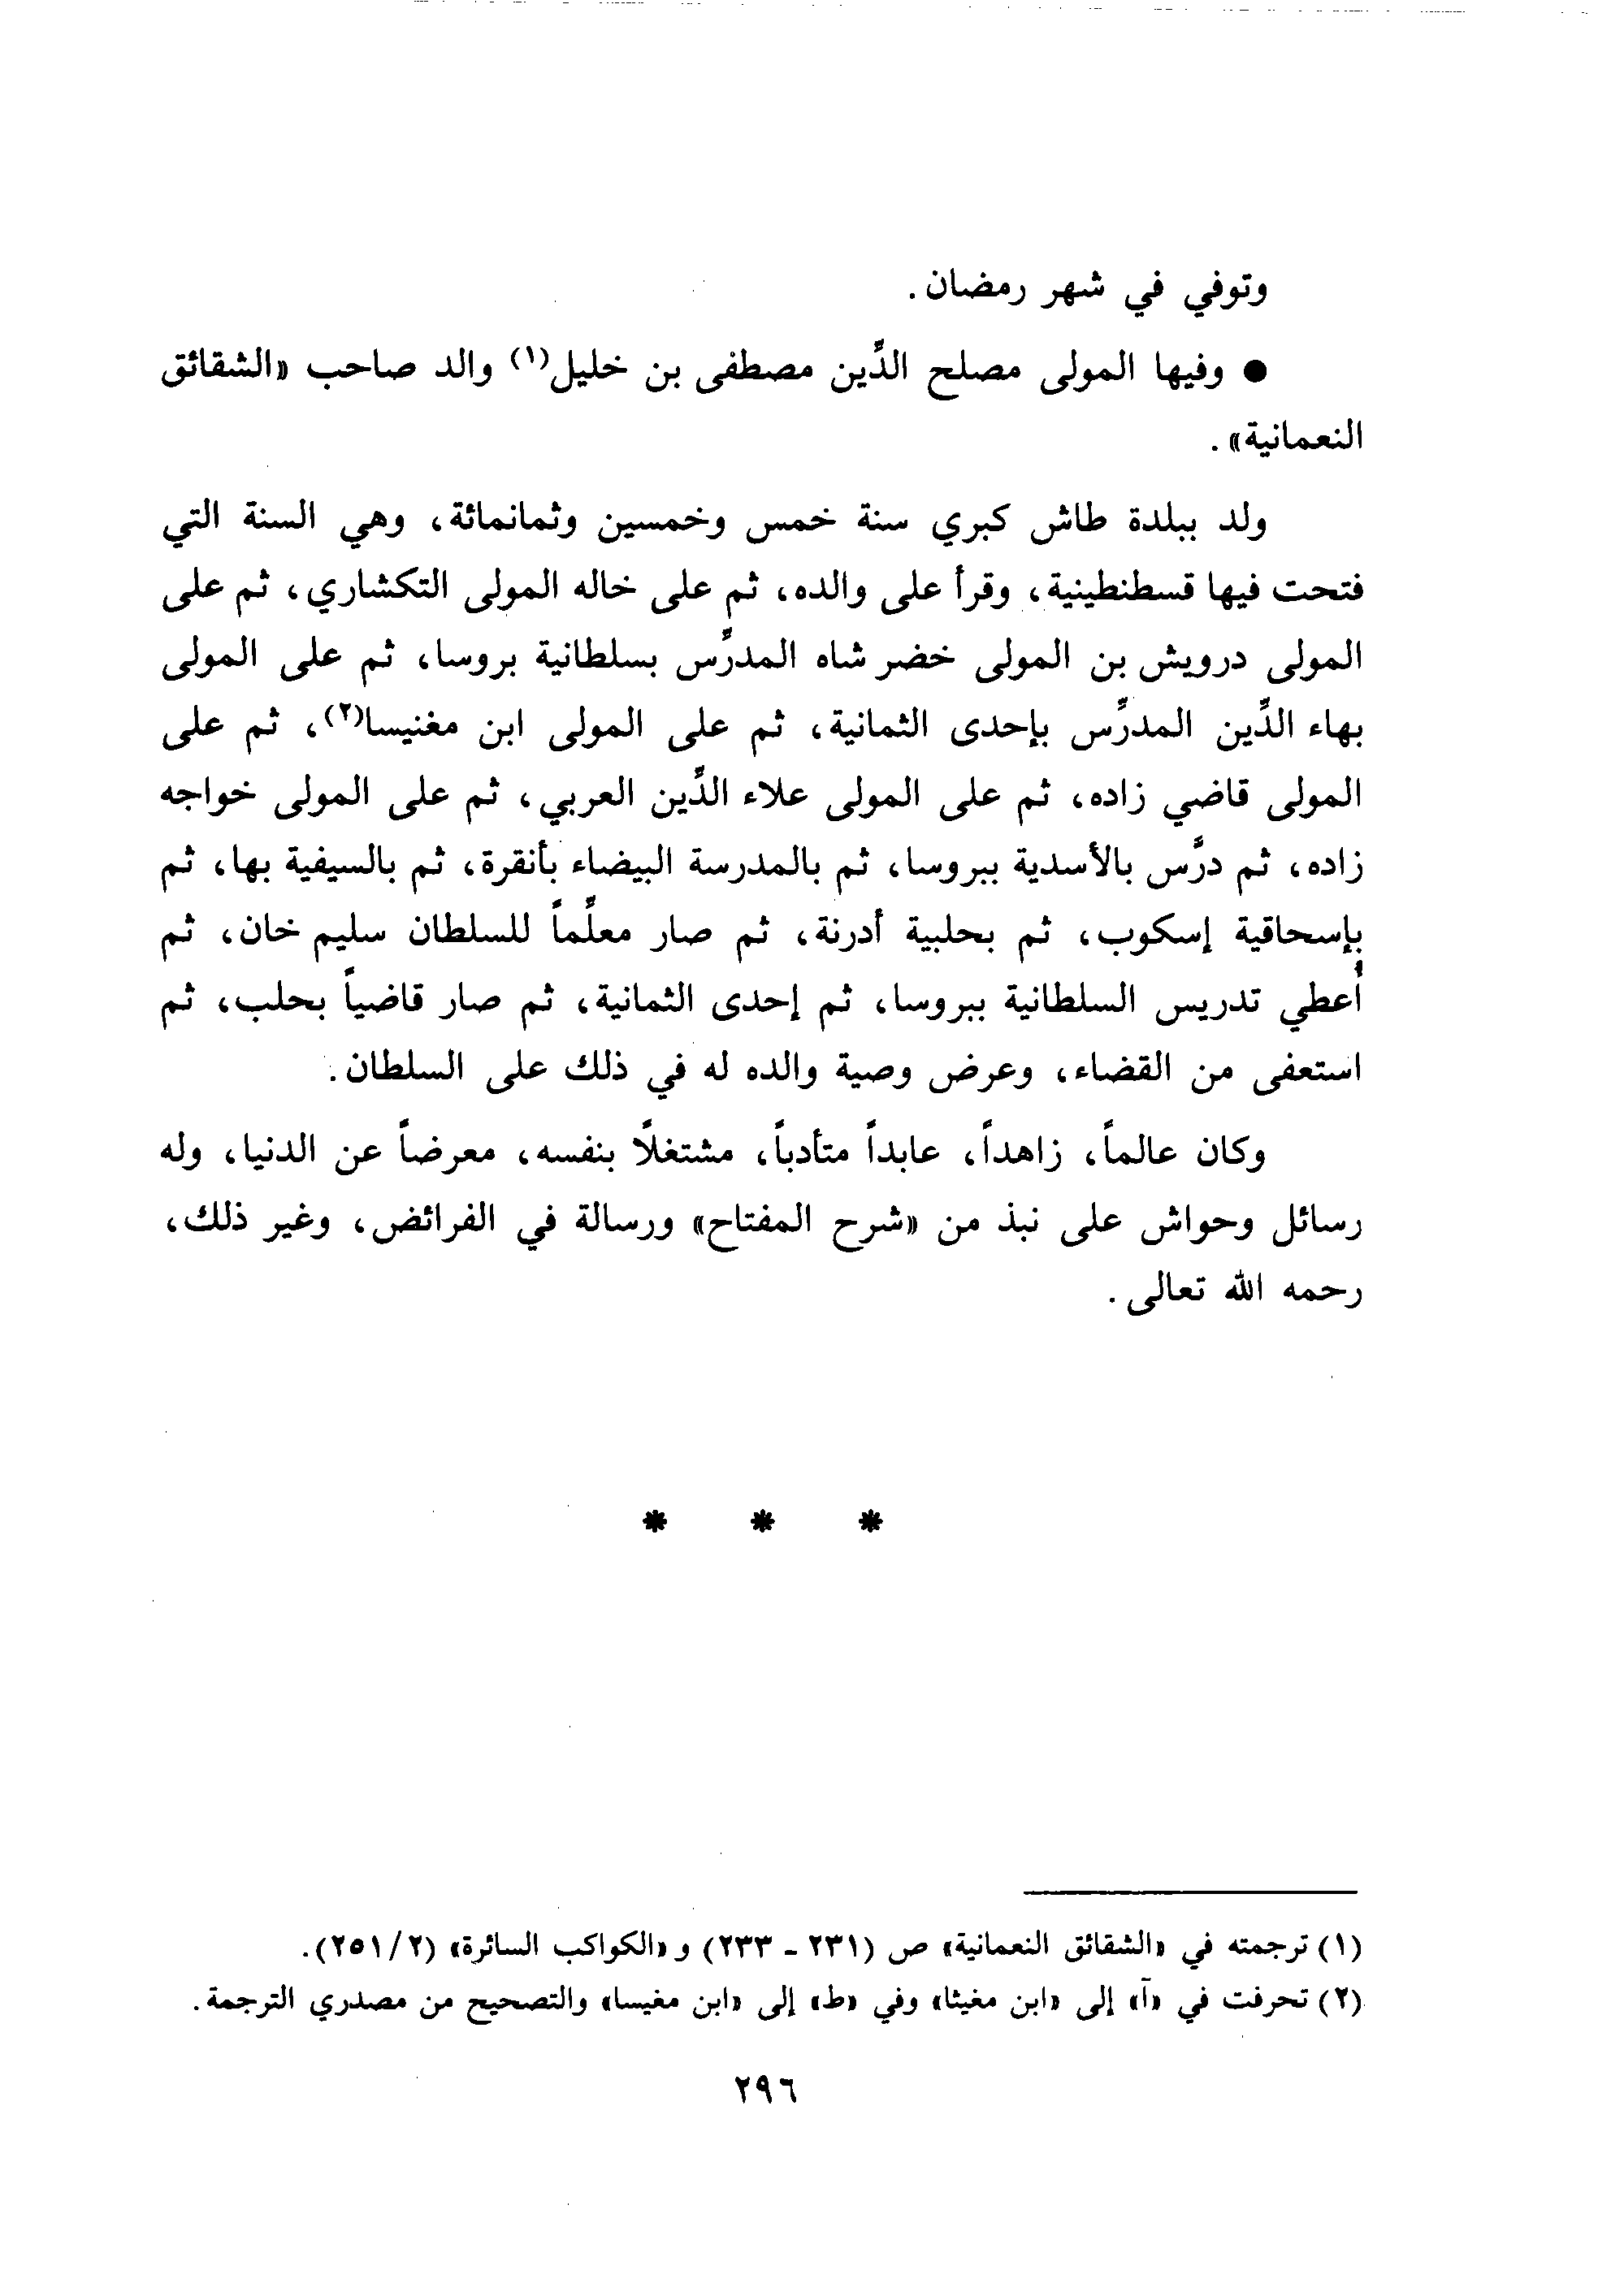 وتوفي في شهر رمضان.
● وفيها المولى مصلح الدِّين مصطفى بن خليل(١) والد صاحب «الشقائق
النعمانية».
ولد ببلدة طاش كبري سنة خمس وخمسين وثمانمائة، وهي السنة التي
فتحت فيها قسطنطينية، وقرأ على والده، ثم على خاله المولى التكشاري، ثم على
المولى درويش بن المولى خضر شاه المدرِّس بسلطانية بروسا، ثم على المولى
بهاء الدِّين المدرِّس بإحدى الثمانية، ثم على المولى ابن مغنيسا(٢)، ثم على
المولى قاضي زاده، ثم على المولى علاء الدِّين العربي، ثم على المولى خواجه
زاده، ثم درَّس بالأسدية ببروسا، ثم بالمدرسة البيضاء بأنقرة، ثم بالسيفية بها، ثم
بإسحاقية إسكوب، ثم بحلبية أدرنة، ثم صار معلِّماً للسلطان سليم خان، ثم
أُعطي تدريس السلطانية ببروسا، ثم إحدى الثمانية، ثم صار قاضياً بحلب، ثم
استعفى من القضاء، وعرض وصية والده له في ذلك على السلطان.
وكان عالماً، زاهداً، عابداً متأدباً، مشتغلاً بنفسه، معرضاً عن الدنيا، وله
رسائل وحواش على نبذ من «شرح المفتاح» ورسالة في الفرائض، وغير ذلك،
رحمه الله تعالى.
* * *
(١) ترجمته في «الشقائق النعمانية» ص (٢٣١ - ٢٣٣) و «الكواكب السائرة» (٢/ ٢٥١).
(٢) تحرفت في «آ» إلى «ابن مغيثا» وفي «ط» إلى «ابن مغيسا» والتصحيح من مصدري الترجمة.
٢٩٦